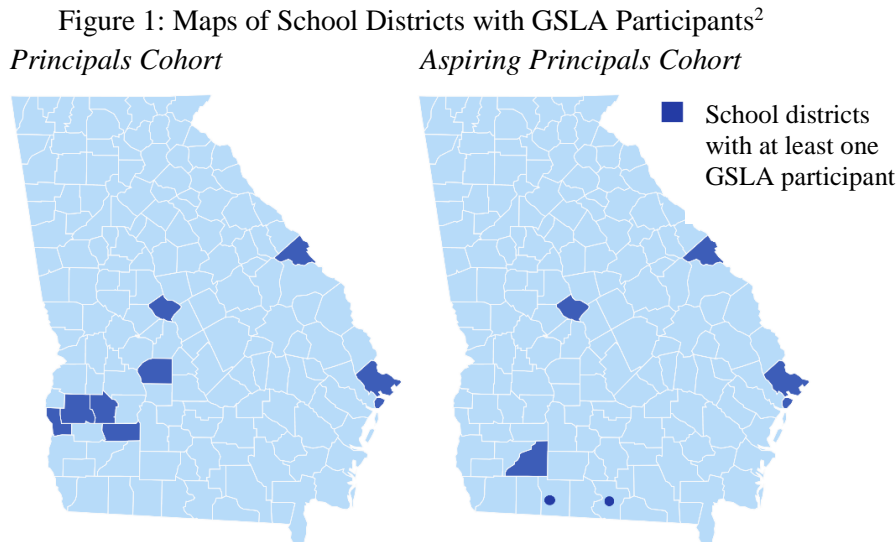 Figure 1: Maps of School Districts with GSLA Participants²
Principals Cohort
Aspiring Principals Cohort
School districts
with at least one
GSLA participant